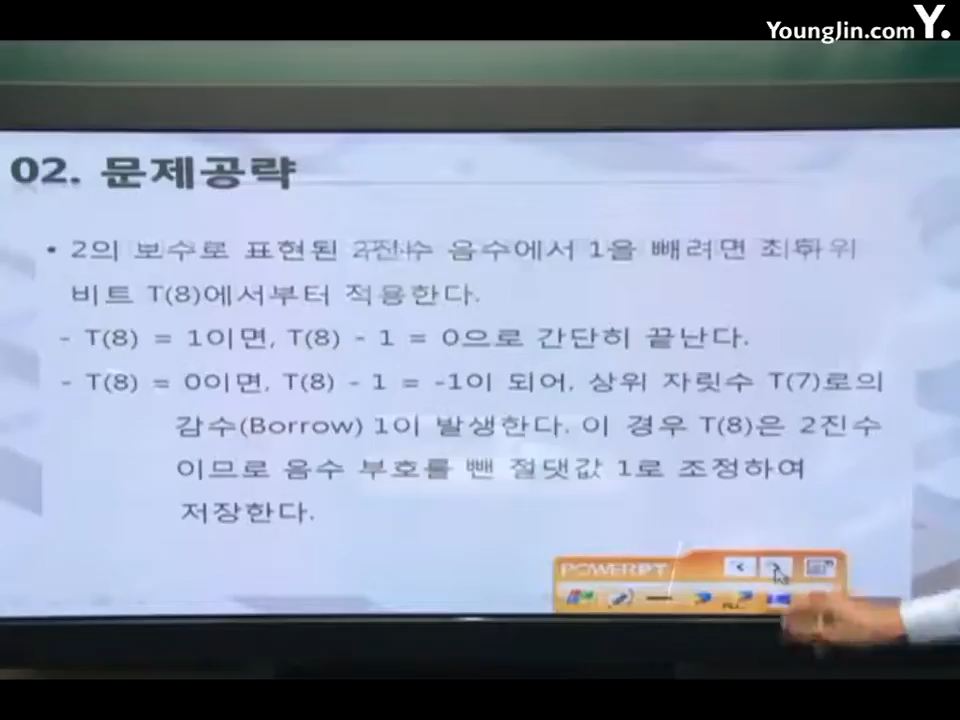 YoungJin.com Y.
02. 문제공략
• 2의 보수로 표현된 2진수 음수에서 1을 빼려면 최하위
비트 T(8)에서부터 적용한다.
- T(8) = 1이면, T(8) - 1 = 0으로 간단히 끝난다.
- T(8) = 0이면, T(8) - 1 = -1이 되어, 상위 자릿수 T(7)로의
감수(Borrow) 1이 발생한다. 이 경우 T(8)은 2진수
이므로 음수 부호를 뺀 절댓값 1로 조정하여
저장한다.
POWERPT